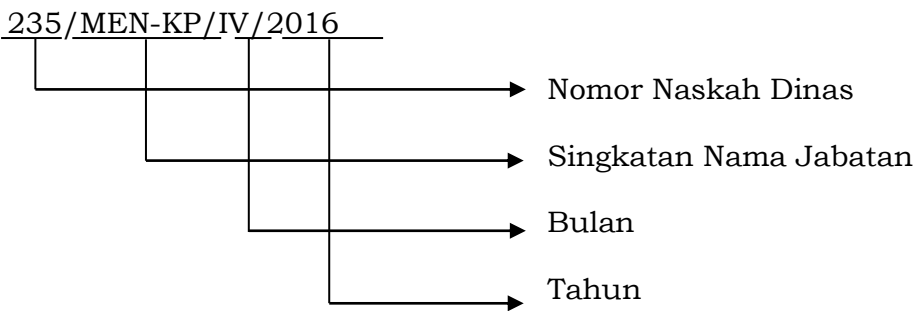 235/MEN-KP/IV/2016
Nomor Naskah Dinas
Singkatan Nama Jabatan
Bulan
Tahun